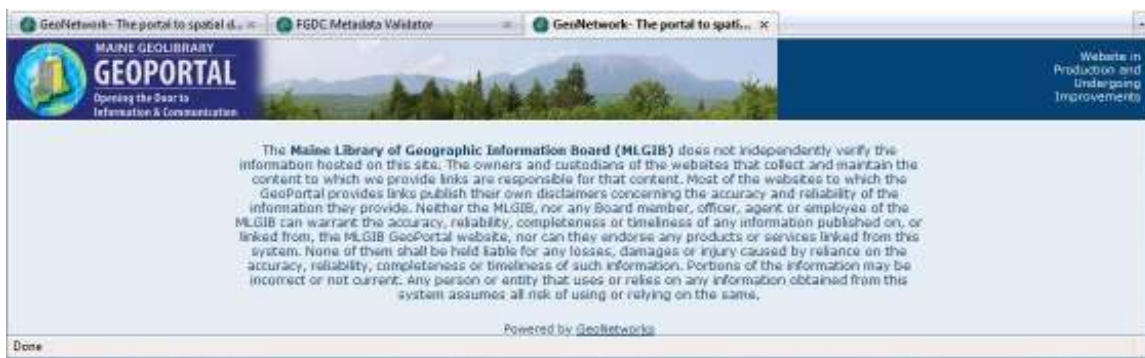 GeoNetwork - The portal to spatial d...
FGDC Metadata Validator
GeoNetwork - The portal to spati...
MAINE GEOLIBRARY
GEOPORTAL
Opening the Door to
Information & Communication
Website in
Production and
Undergoing
Improvements
The Maine Library of Geographic Information Board (MLGIB) does not independently verify the
information hosted on this site. The owners and custodians of the websites that collect and maintain the
content to which we provide links are responsible for that content. Most of the websites to which the
GeoPortal provides links publish their own disclaimers concerning the accuracy and reliability of the
information they provide. Neither the MLGIB, nor any Board member, officer, agent or employee of the
MLGIB can warrant the accuracy, reliability, completeness or timeliness of any information published on, or
linked from, the MLGIB GeoPortal website, nor can they endorse any products or services linked from this
system. None of them shall be held liable for any losses, damages or injury caused by reliance on the
accuracy, reliability, completeness or timeliness of such information. Portions of the information may be
incorrect or not current. Any person or entity that uses or relies on any information obtained from this
system assumes all risk of using or relying on the same.
Powered by GeoNetworks
Done